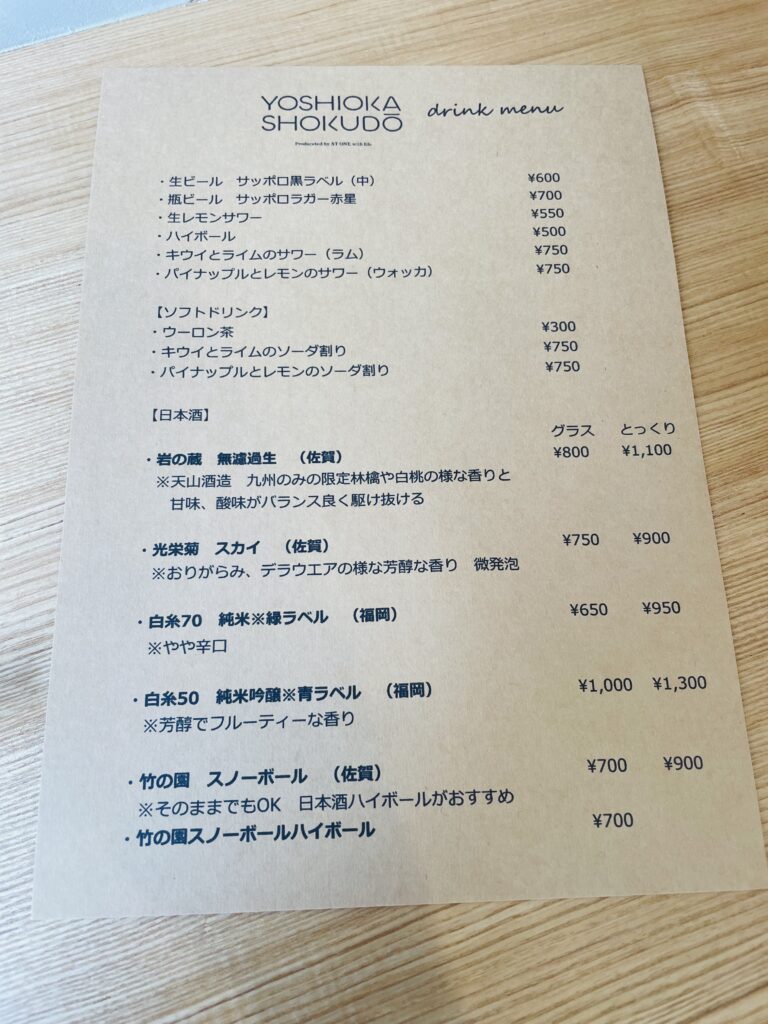 YOSHIOKA
SHOKUDŌ
drink menu
Producated by ST ONE with life
・生ビール　サッポロ黒ラベル（中） ¥600
・瓶ビール　サッポロラガー赤星 ¥700
・生レモンサワー ¥550
・ハイボール ¥500
・キウイとライムのサワー（ラム） ¥750
・パイナップルとレモンのサワー（ウォッカ） ¥750
【ソフトドリンク】
・ウーロン茶 ¥300
・キウイとライムのソーダ割り ¥750
・パイナップルとレモンのソーダ割り ¥750
【日本酒】
グラス　とっくり
・岩の蔵　無濾過生　（佐賀） ¥800 ¥1,100
※天山酒造　九州のみの限定林檎や白桃の様な香りと
甘味、酸味がバランス良く駆け抜ける
・光栄菊　スカイ　（佐賀） ¥750 ¥900
※おりがらみ、デラウエアの様な芳醇な香り　微発泡
・白糸70　純米※緑ラベル　（福岡） ¥650 ¥950
※やや辛口
・白糸50　純米吟醸※青ラベル　（福岡） ¥1,000 ¥1,300
※芳醇でフルーティーな香り
・竹の園　スノーボール　（佐賀） ¥700 ¥900
※そのままでもOK　日本酒ハイボールがおすすめ
・竹の園スノーボールハイボール ¥700